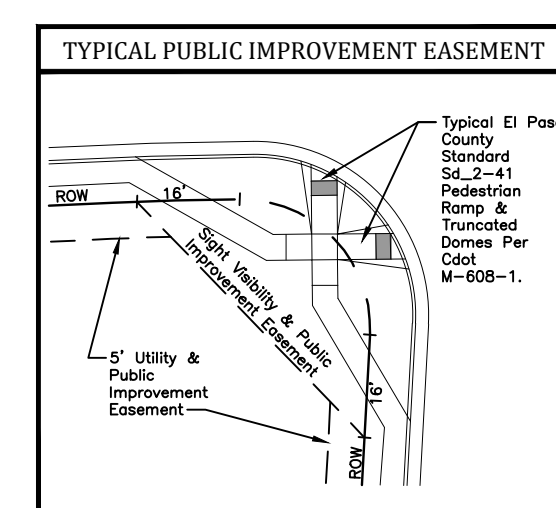 TYPICAL PUBLIC IMPROVEMENT EASEMENT
Typical El Pas
County
Standard
Sd_2-41
Pedestrian
Ramp &
Truncated
Domes Per
Cdot
M-608-1.
ROW
16'
Sight Visibility & Public
Improvement Easement
5' Utility &
Public
Improvement
Easement
16'
ROW